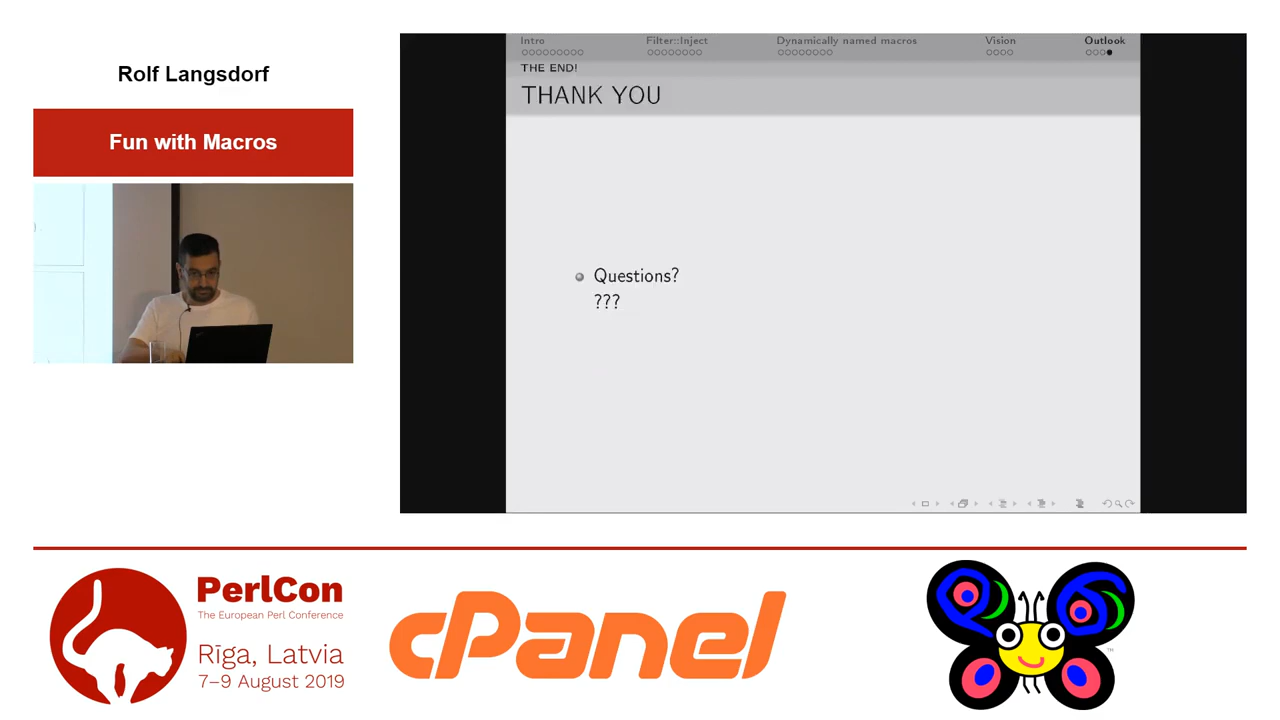 Rolf Langsdorf
Fun with Macros
Intro
Filter::Inject
Dynamically named macros
Vision
Outlook
THE END!
THANK YOU
Questions?
???
PerlCon
The European Perl Conference
Rīga, Latvia
7–9 August 2019
cPanel
TM